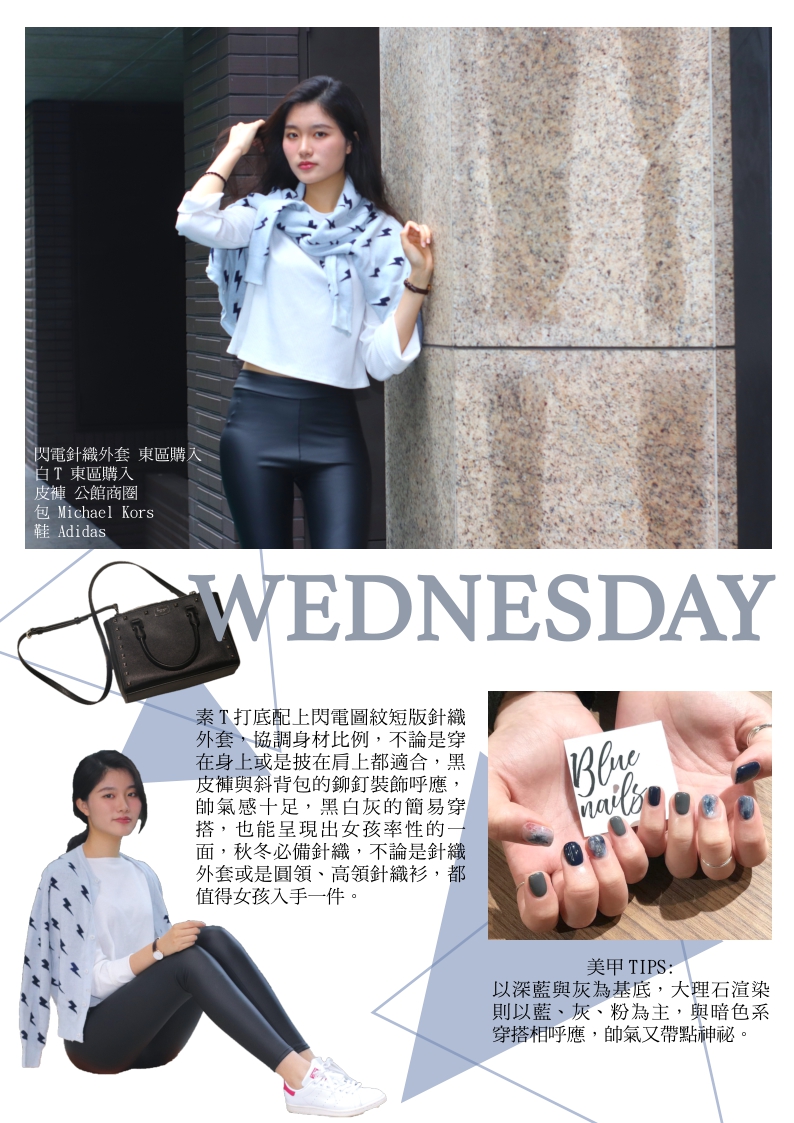 閃電針織外套 東區購入
白T 東區購入
皮褲 公館商圈
包 Michael Kors
鞋 Adidas
WEDNESDAY
素T打底配上閃電圖紋短版針織
外套，協調身材比例，不論是穿
在身上或是披在肩上都適合，黑
皮褲與斜背包的鉚釘裝飾呼應，
帥氣感十足，黑白灰的簡易穿
搭，也能呈現出女孩率性的一
面，秋冬必備針織，不論是針織
外套或是圓領、高領針織衫，都
值得女孩入手一件。
Blue
nails
美甲TIPS:
以深藍與灰為基底，大理石渲染
則以藍、灰、粉為主，與暗色系
穿搭相呼應，帥氣又帶點神祕。